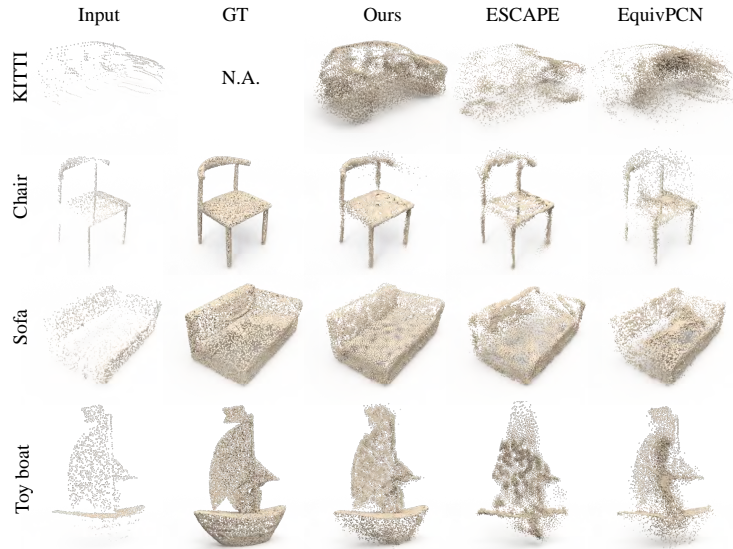 Input GT Ours ESCAPE EquivPCN
KITTI
N.A.
Chair
Sofa
Toy boat